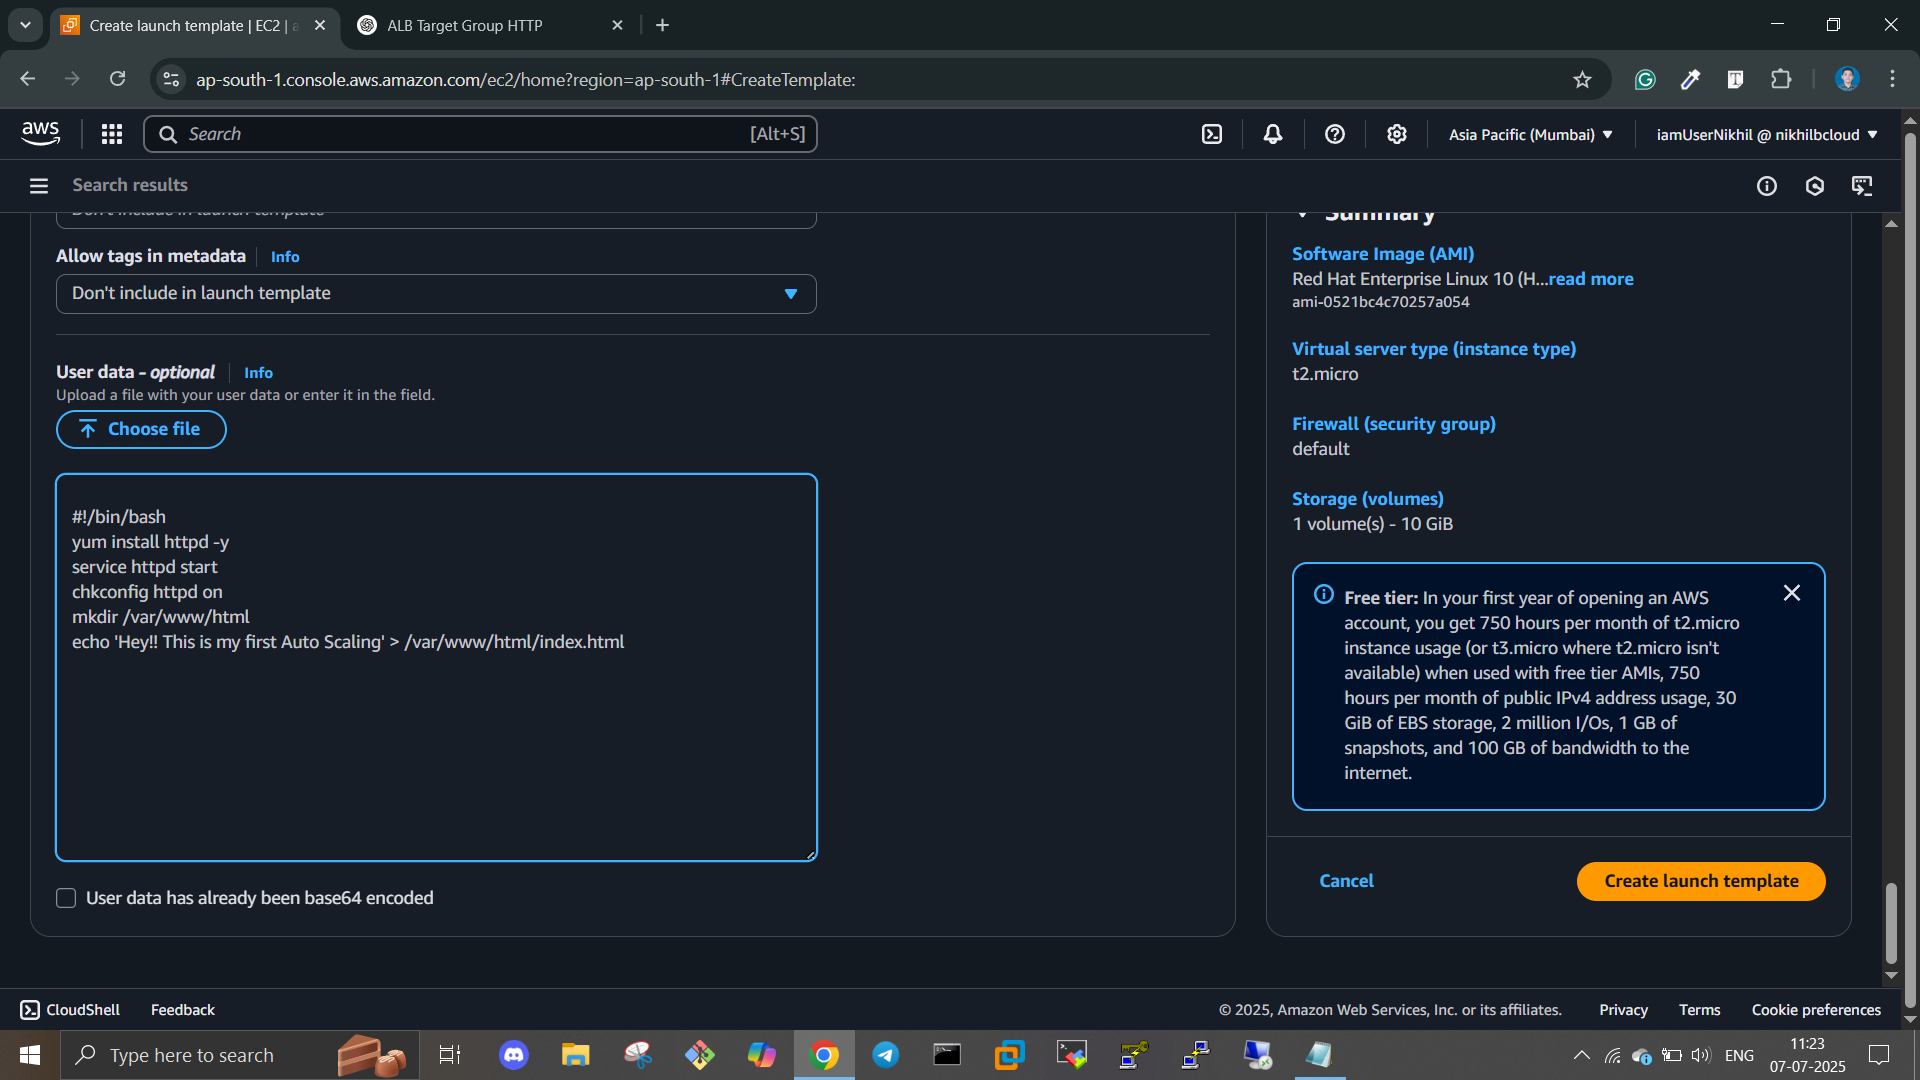 Create launch template | EC2 | a
ALB Target Group HTTP
ap-south-1.console.aws.amazon.com/ec2/home?region=ap-south-1#CreateTemplate:
aws
Search
[Alt+S]
Asia Pacific (Mumbai)
iamUserNikhil @ nikhilbcloud
Search results
Don't include in launch template
Allow tags in metadata
Info
Don't include in launch template
User data - optional
Info
Upload a file with your user data or enter it in the field.
Choose file
#!/bin/bash
yum install httpd -y
service httpd start
chkconfig httpd on
mkdir /var/www/html
echo 'Hey!! This is my first Auto Scaling' > /var/www/html/index.html
User data has already been base64 encoded
Summary
Software Image (AMI)
Red Hat Enterprise Linux 10 (H...read more
ami-0521bc4c70257a054
Virtual server type (instance type)
t2.micro
Firewall (security group)
default
Storage (volumes)
1 volume(s) - 10 GiB
Free tier: In your first year of opening an AWS
account, you get 750 hours per month of t2.micro
instance usage (or t3.micro where t2.micro isn't
available) when used with free tier AMIs, 750
hours per month of public IPv4 address usage, 30
GiB of EBS storage, 2 million I/Os, 1 GB of
snapshots, and 100 GB of bandwidth to the
internet.
Cancel
Create launch template
CloudShell
Feedback
© 2025, Amazon Web Services, Inc. or its affiliates.
Privacy
Terms
Cookie preferences
Type here to search
ENG
11:23
07-07-2025